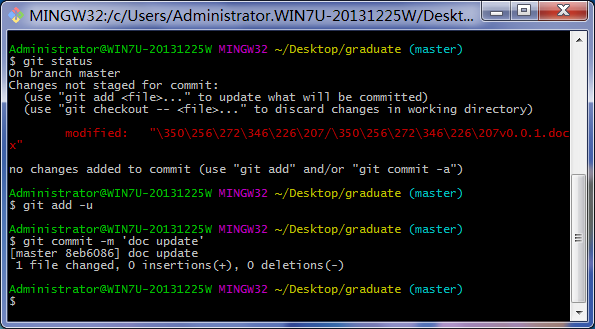 MINGW32:/c/Users/Administrator.WIN7U-20131225W/Deskt...
Administrator@WIN7U-20131225W MINGW32 ~/Desktop/graduate (master)
$ git status
On branch master
Changes not staged for commit:
  (use "git add <file>..." to update what will be committed)
  (use "git checkout -- <file>..." to discard changes in working directory)
        modified:   "\350\256\272\346\226\207/\350\256\272\346\226\207v0.0.1.doc
x"
no changes added to commit (use "git add" and/or "git commit -a")
Administrator@WIN7U-20131225W MINGW32 ~/Desktop/graduate (master)
$ git add -u
Administrator@WIN7U-20131225W MINGW32 ~/Desktop/graduate (master)
$ git commit -m 'doc update'
[master 8eb6086] doc update
 1 file changed, 0 insertions(+), 0 deletions(-)
Administrator@WIN7U-20131225W MINGW32 ~/Desktop/graduate (master)
$